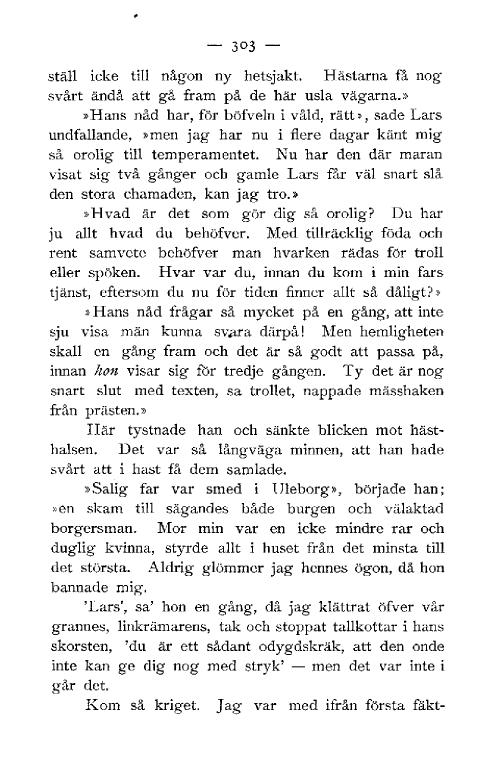 — 303 —
ställ icke till någon ny hetsjakt. Hästarna få nog
svårt ändå att gå fram på de här usla vägarna.»
»Hans nåd har, för böfveln i våld, rätt», sade Lars
undfallande, »men jag har nu i flere dagar känt mig
så orolig till temperamentet. Nu har den där maran
visat sig två gånger och gamle Lars får väl snart slå
den stora chamaden, kan jag tro.»
»Hvad är det som gör dig så orolig? Du har
ju allt hvad du behöfver. Med tillräcklig föda och
rent samvete behöfver man hvarken rädas för troll
eller spöken. Hvar var du, innan du kom i min fars
tjänst, eftersom du nu för tiden finner allt så dåligt?»
»Hans nåd frågar så mycket på en gång, att inte
sju visa män kunna svara därpå! Men hemligheten
skall en gång fram och det är så godt att passa på,
innan hon visar sig för tredje gången. Ty det är nog
snart slut med texten, sa trollet, nappade mässhaken
från prästen.»
Här tystnade han och sänkte blicken mot häst-
halsen. Det var så långväga minnen, att han hade
svårt att i hast få dem samlade.
»Salig far var smed i Uleborg», började han;
»en skam till sägandes både burgen och välaktad
borgersman. Mor min var en icke mindre rar och
duglig kvinna, styrde allt i huset från det minsta till
det största. Aldrig glömmer jag hennes ögon, då hon
bannade mig.
'Lars', sa' hon en gång, då jag klättrat öfver vår
grannes, linkrämarens, tak och stoppat tallkottar i hans
skorsten, 'du är ett sådant odygdskräk, att den onde
inte kan ge dig nog med stryk' — men det var inte i
går det.
Kom så kriget. Jag var med ifrån första fäkt-